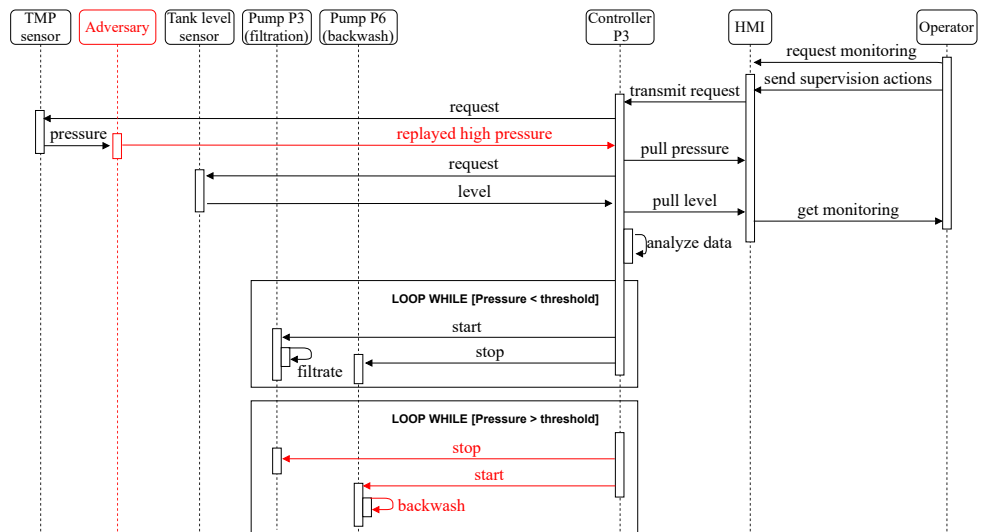 TMP
sensor
Adversary
Tank level
sensor
Pump P3
(filtration)
Pump P6
(backwash)
Controller
P3
HMI
Operator
request monitoring
send supervision actions
transmit request
request
pressure
replayed high pressure
pull pressure
request
level
pull level
get monitoring
analyze data
LOOP WHILE [Pressure < threshold]
start
stop
filtrate
LOOP WHILE [Pressure > threshold]
stop
start
backwash